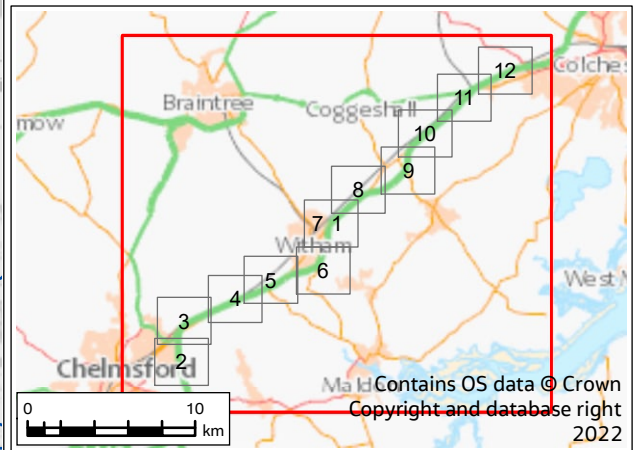 12
Colches
11
Braintree
Coggeshall
mow
10
9
8
7 1
Witham
6
5
West M
4
3
2
Chelmsford
Maldo
Contains OS data © Crown
Copyright and database right
2022
0 10
km